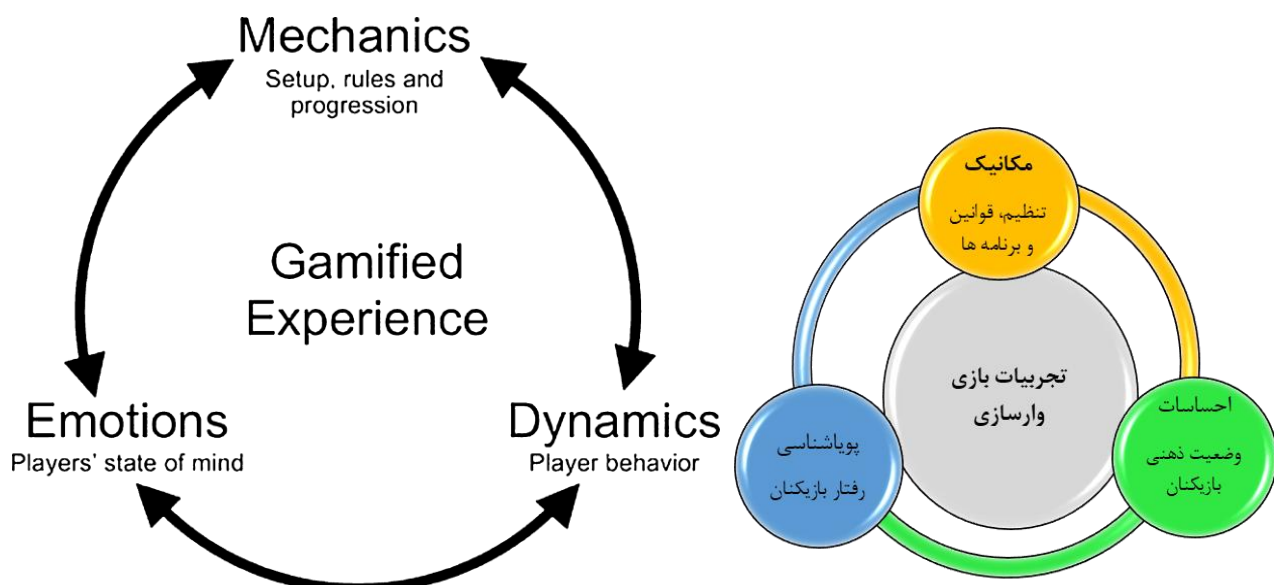 Mechanics
Setup, rules and
progression
Gamified
Experience
Emotions
Players' state of mind
Dynamics
Player behavior
مکانیک
تنظیم، قوانین
و برنامه ها
تجربیات بازی
وارسازی
احساسات
وضعیت ذهنی
بازیکنان
پویاشناسی
رفتار بازیکنان